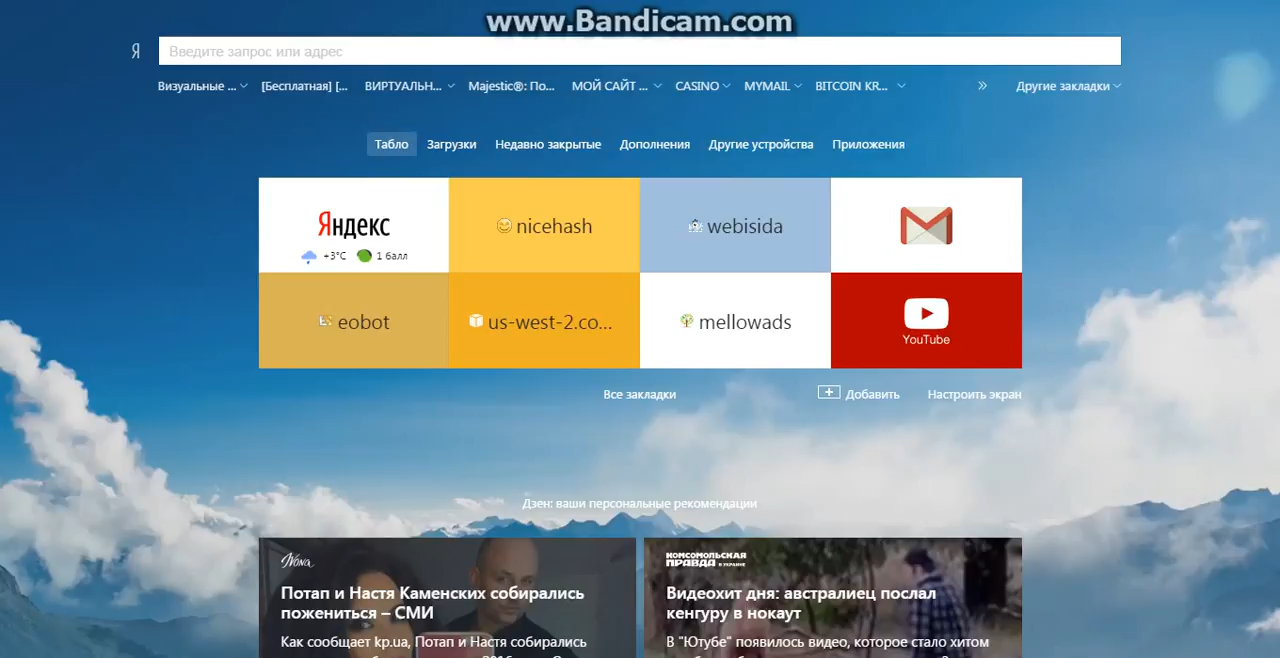 www.Bandicam.com
Я Введите запрос или адрес
Визуальные ... [Бесплатная] [... ВИРТУАЛЬН... Majestic®: По... МОЙ САЙТ ... CASINO MYMAIL BITCOIN KR... » Другие закладки
Табло Загрузки Недавно закрытые Дополнения Другие устройства Приложения
Яндекс nicehash webisida
+3°C 1 балл
eobot us-west-2.co... mellowads YouTube
Все закладки Добавить Настроить экран
Дзен: ваши персональные рекомендации
Ivona
Потап и Настя Каменских собирались
пожениться – СМИ
Как сообщает kp.ua, Потап и Настя собирались
КОМСОМОЛЬСКАЯ
ПРАВДА В УКРАИНЕ
Видеохит дня: австралиец послал
кенгуру в нокаут
В "Ютубе" появилось видео, которое стало хитом